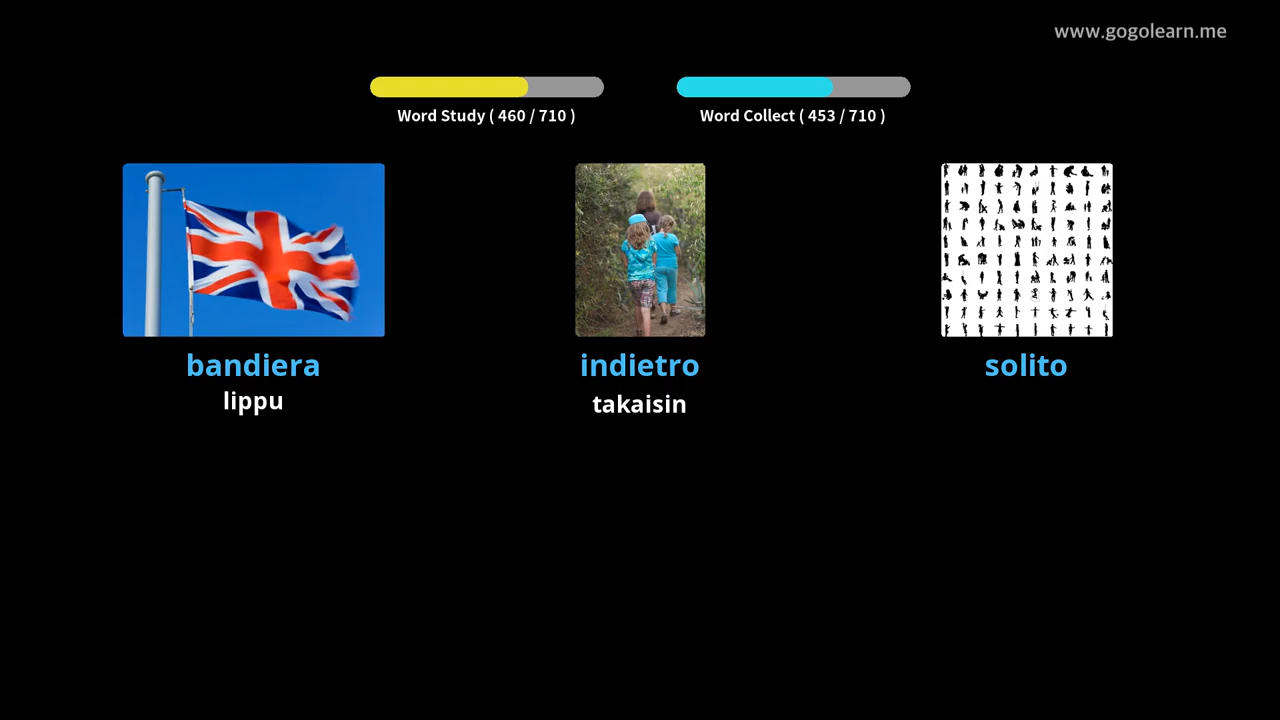 www.gogolearn.me
Word Study ( 460 / 710 )
Word Collect ( 453 / 710 )
bandiera
lippu
indietro
takaisin
solito